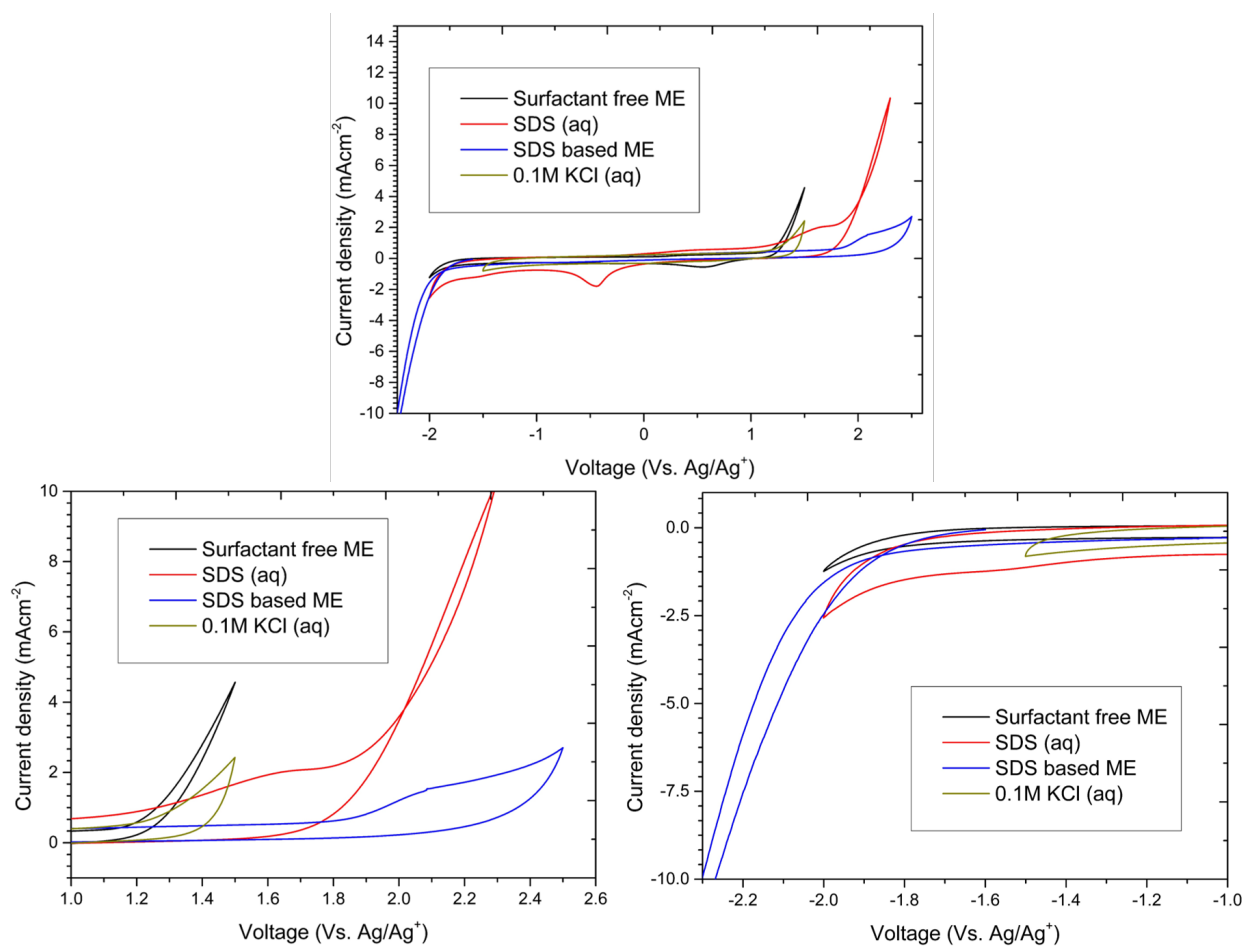 14
12
10
8
6
4
2
0
-2
-4
-6
-8
-10
Current density (mAcm-2)
Surfactant free ME
SDS (aq)
SDS based ME
0.1M KCl (aq)
-2 -1 0 1 2
Voltage (Vs. Ag/Ag+)
10
8
6
4
2
0
Current density (mAcm-2)
Surfactant free ME
SDS (aq)
SDS based ME
0.1M KCl (aq)
1.0 1.2 1.4 1.6 1.8 2.0 2.2 2.4 2.6
Voltage (Vs. Ag/Ag+)
0.0
-2.5
-5.0
-7.5
-10.0
Current density (mAcm-2)
Surfactant free ME
SDS (aq)
SDS based ME
0.1M KCl (aq)
-2.2 -2.0 -1.8 -1.6 -1.4 -1.2 -1.0
Voltage (Vs. Ag/Ag+)